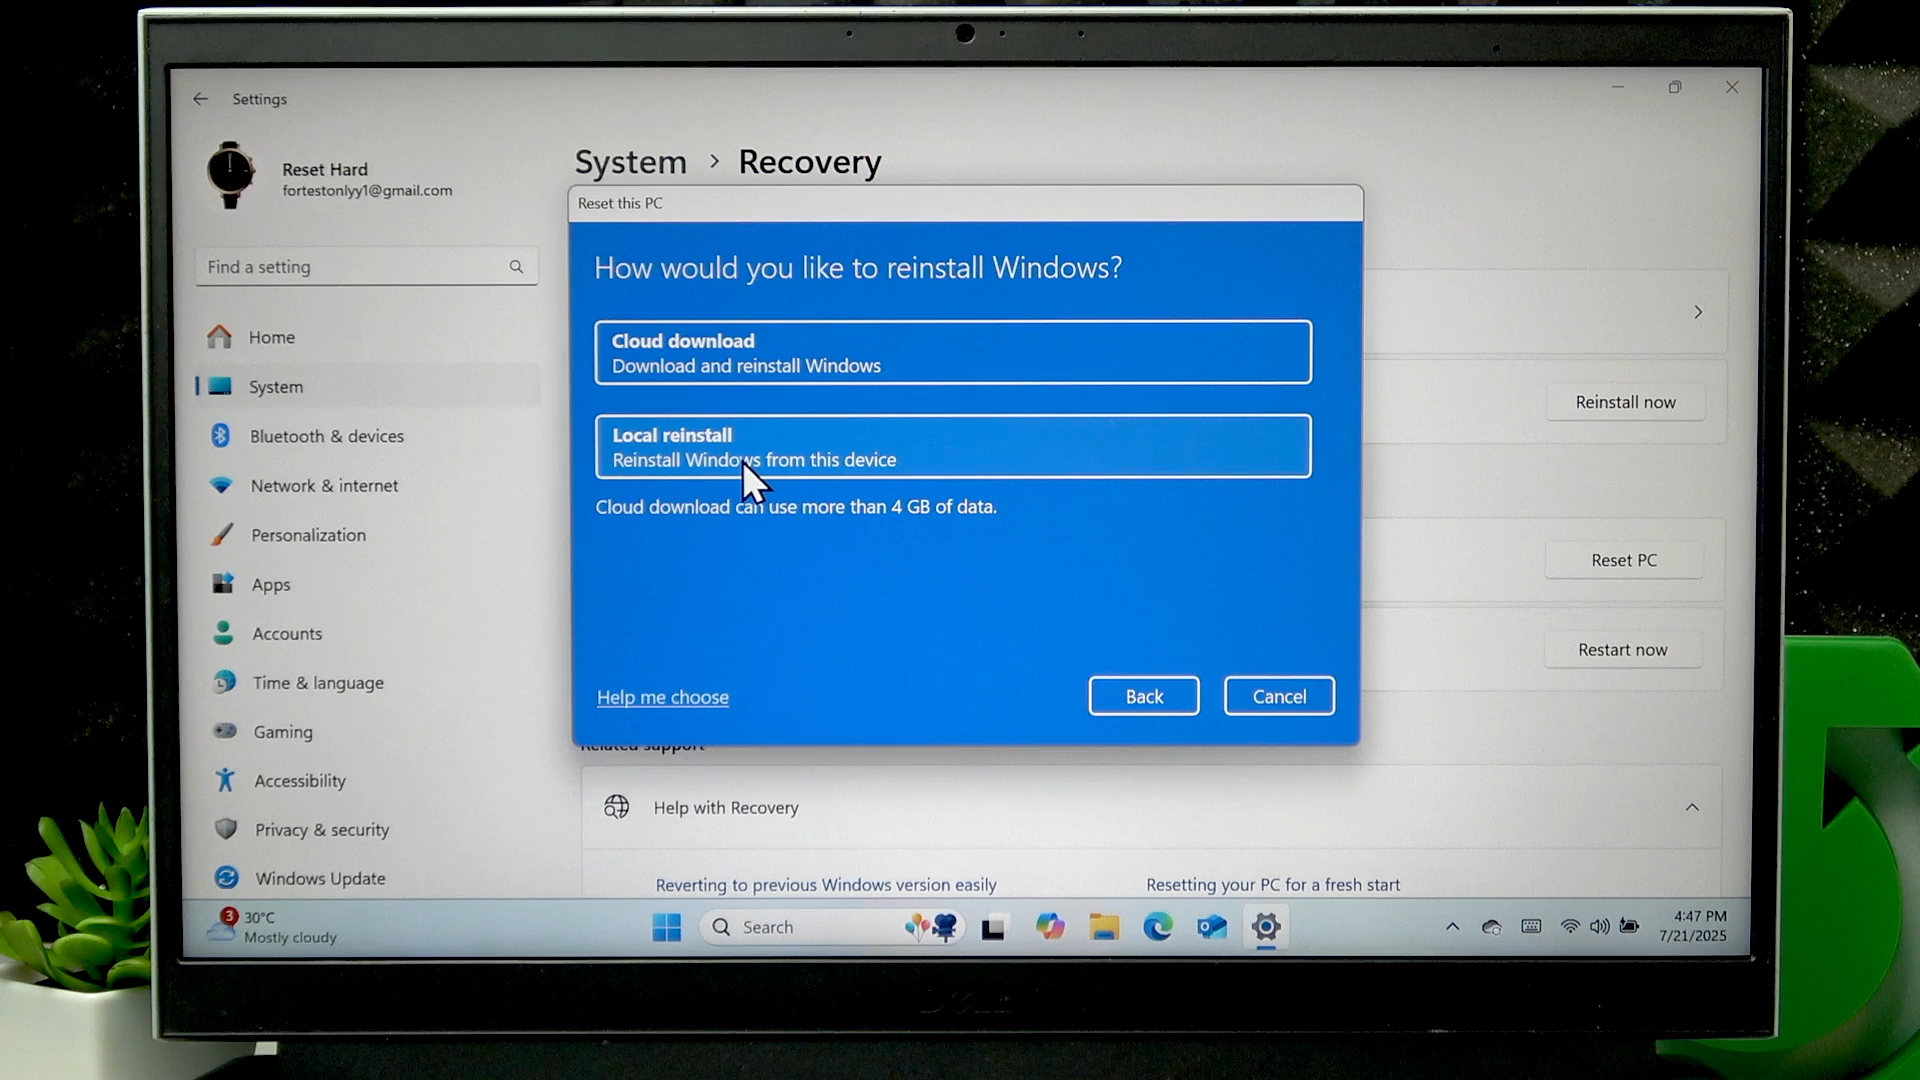 Settings
Reset Hard
fortestonlyy1@gmail.com
Find a setting
Home
System
Bluetooth & devices
Network & internet
Personalization
Apps
Accounts
Time & language
Gaming
Accessibility
Privacy & security
Windows Update
System > Recovery
Reset this PC
How would you like to reinstall Windows?
Cloud download
Download and reinstall Windows
Local reinstall
Reinstall Windows from this device
Cloud download can use more than 4 GB of data.
Help me choose
Back
Cancel
Reinstall now
Reset PC
Restart now
Related support
Help with Recovery
Reverting to previous Windows version easily
Resetting your PC for a fresh start
3
30°C
Mostly cloudy
Search
4:47 PM
7/21/2025